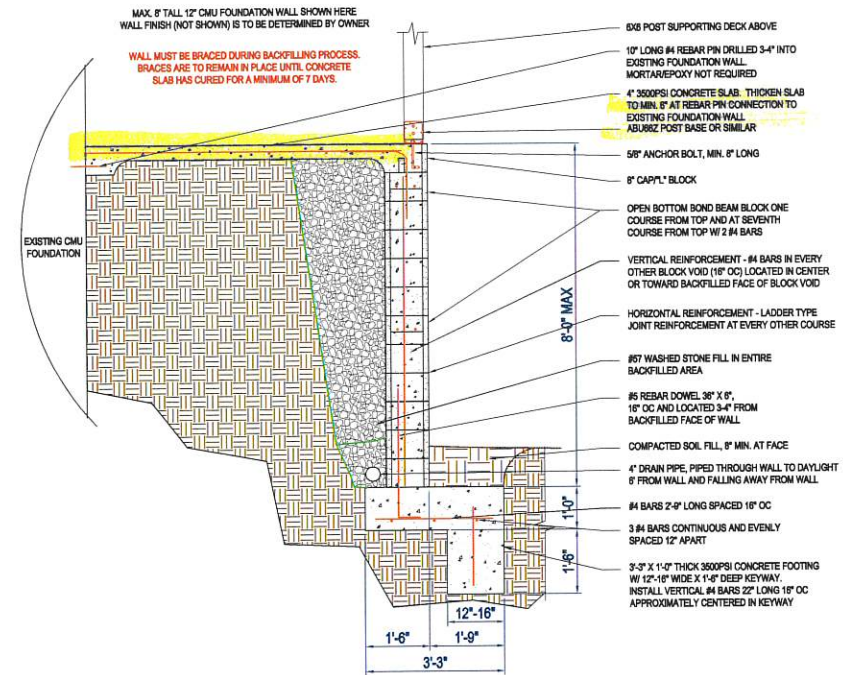 MAX. 8' TALL 12" CMU FOUNDATION WALL SHOWN HERE
WALL FINISH (NOT SHOWN) IS TO BE DETERMINED BY OWNER
WALL MUST BE BRACED DURING BACKFILLING PROCESS.
BRACES ARE TO REMAIN IN PLACE UNTIL CONCRETE
SLAB HAS CURED FOR A MINIMUM OF 7 DAYS.
EXISTING CMU
FOUNDATION
6X6 POST SUPPORTING DECK ABOVE
10" LONG #4 REBAR PIN DRILLED 3-4" INTO
EXISTING FOUNDATION WALL.
MORTAR/EPOXY NOT REQUIRED
4" 3500PSI CONCRETE SLAB. THICKEN SLAB
TO MIN. 8" AT REBAR PIN CONNECTION TO
EXISTING FOUNDATION WALL
ABU66Z POST BASE OR SIMILAR
5/8" ANCHOR BOLT, MIN. 8" LONG
8" CAP/"L" BLOCK
OPEN BOTTOM BOND BEAM BLOCK ONE
COURSE FROM TOP AND AT SEVENTH
COURSE FROM TOP W/ 2 #4 BARS
VERTICAL REINFORCEMENT - #4 BARS IN EVERY
OTHER BLOCK VOID (16" OC) LOCATED IN CENTER
OR TOWARD BACKFILLED FACE OF BLOCK VOID
HORIZONTAL REINFORCEMENT - LADDER TYPE
JOINT REINFORCEMENT AT EVERY OTHER COURSE
#57 WASHED STONE FILL IN ENTIRE
BACKFILLED AREA
#5 REBAR DOWEL 36" X 6",
16" OC AND LOCATED 3-4" FROM
BACKFILLED FACE OF WALL
COMPACTED SOIL FILL, 8" MIN. AT FACE
4" DRAIN PIPE, PIPED THROUGH WALL TO DAYLIGHT
6' FROM WALL AND FALLING AWAY FROM WALL
#4 BARS 2'-9" LONG SPACED 16" OC
3 #4 BARS CONTINUOUS AND EVENLY
SPACED 12" APART
3'-3" X 1'-0" THICK 3500PSI CONCRETE FOOTING
W/ 12"-16" WIDE X 1'-6" DEEP KEYWAY.
INSTALL VERTICAL #4 BARS 22" LONG 16" OC
APPROXIMATELY CENTERED IN KEYWAY
8'-0" MAX
1'-0"
1'-6"
12"-16"
1'-6"
1'-9"
3'-3"